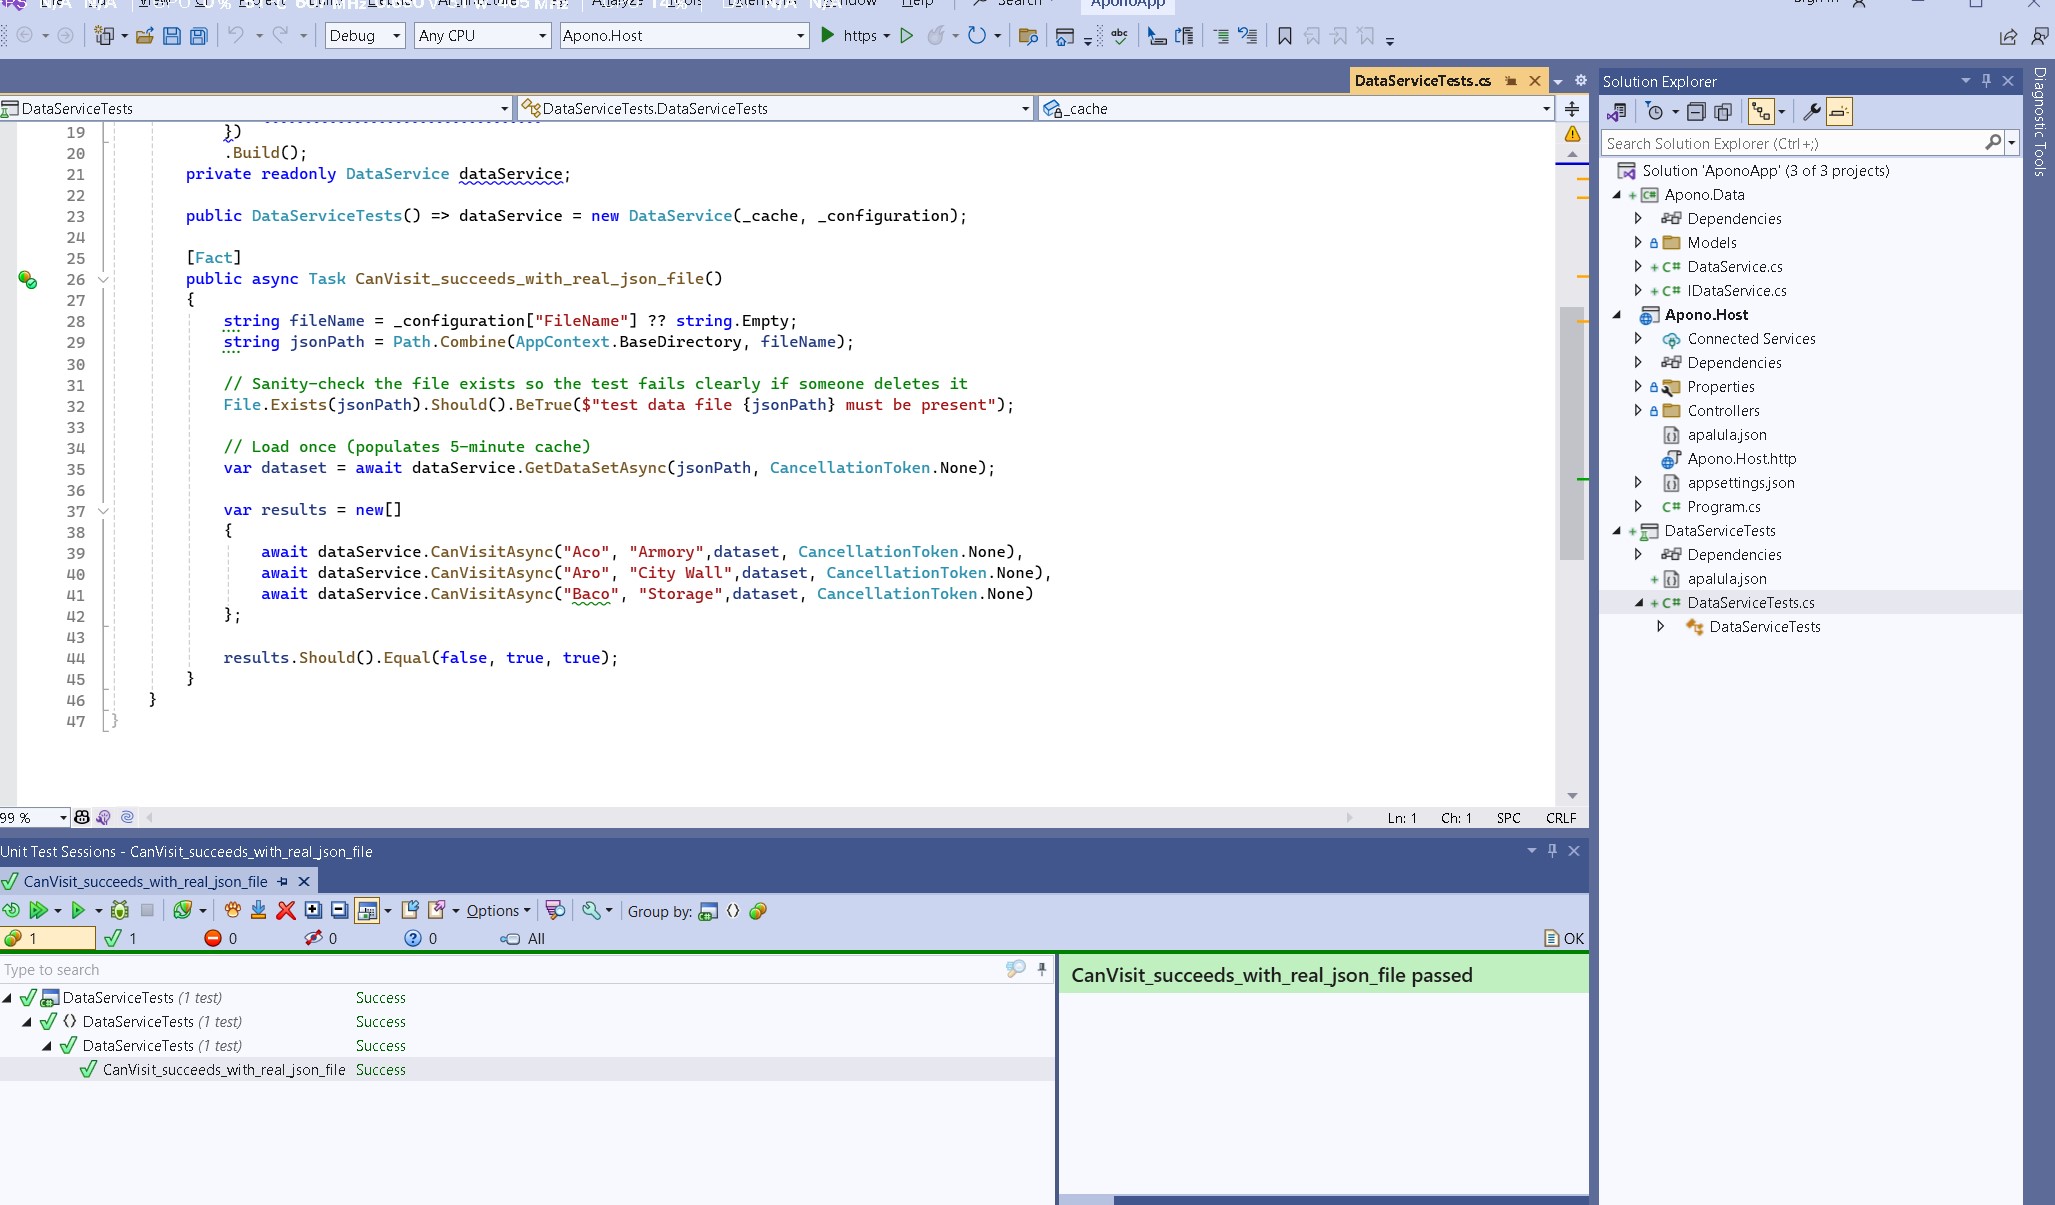 AponoApp
Debug
Any CPU
Apono.Host
https
DataServiceTests.cs
DataServiceTests
DataServiceTests.DataServiceTests
_cache
19 })
20 .Build();
21 private readonly DataService dataService;
22
23 public DataServiceTests() => dataService = new DataService(_cache, _configuration);
24
25 [Fact]
26 public async Task CanVisit_succeeds_with_real_json_file()
27 {
28 string fileName = _configuration["FileName"] ?? string.Empty;
29 string jsonPath = Path.Combine(AppContext.BaseDirectory, fileName);
30
31 // Sanity-check the file exists so the test fails clearly if someone deletes it
32 File.Exists(jsonPath).Should().BeTrue($"test data file {jsonPath} must be present");
33
34 // Load once (populates 5-minute cache)
35 var dataset = await dataService.GetDataSetAsync(jsonPath, CancellationToken.None);
36
37 var results = new[]
38 {
39 await dataService.CanVisitAsync("Aco", "Armory",dataset, CancellationToken.None),
40 await dataService.CanVisitAsync("Aro", "City Wall",dataset, CancellationToken.None),
41 await dataService.CanVisitAsync("Baco", "Storage",dataset, CancellationToken.None)
42 };
43
44 results.Should().Equal(false, true, true);
45 }
46 }
47 }
99 %
Ln: 1 Ch: 1 SPC CRLF
Unit Test Sessions - CanVisit_succeeds_with_real_json_file
CanVisit_succeeds_with_real_json_file
Options
Group by:
1
1
0
0
0
All
OK
Type to search
DataServiceTests (1 test) Success
DataServiceTests (1 test) Success
DataServiceTests (1 test) Success
CanVisit_succeeds_with_real_json_file Success
CanVisit_succeeds_with_real_json_file passed
Solution Explorer
Search Solution Explorer (Ctrl+;)
Solution 'AponoApp' (3 of 3 projects)
Apono.Data
Dependencies
Models
DataService.cs
IDataService.cs
Apono.Host
Connected Services
Dependencies
Properties
Controllers
apalula.json
Apono.Host.http
appsettings.json
Program.cs
DataServiceTests
Dependencies
apalula.json
DataServiceTests.cs
DataServiceTests
Diagnostic Tools